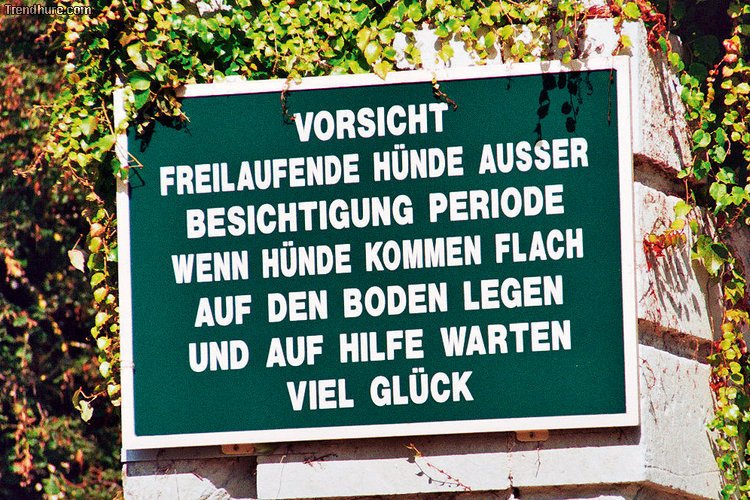 Trendhure.com
VORSICHT
FREILAUFENDE HÜNDE AUSSER
BESICHTIGUNG PERIODE
WENN HÜNDE KOMMEN FLACH
AUF DEN BODEN LEGEN
UND AUF HILFE WARTEN
VIEL GLÜCK